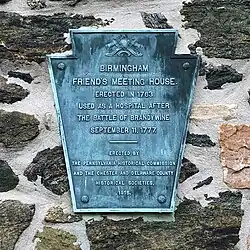 BIRMINGHAM
FRIEND'S MEETING HOUSE.
ERECTED IN 1763
USED AS A HOSPITAL AFTER
THE BATTLE OF BRANDYWINE
SEPTEMBER 11, 1777
ERECTED BY
THE PENNSYLVANIA HISTORICAL COMMISSION
AND THE CHESTER AND DELAWARE COUNTY
HISTORICAL SOCIETIES.